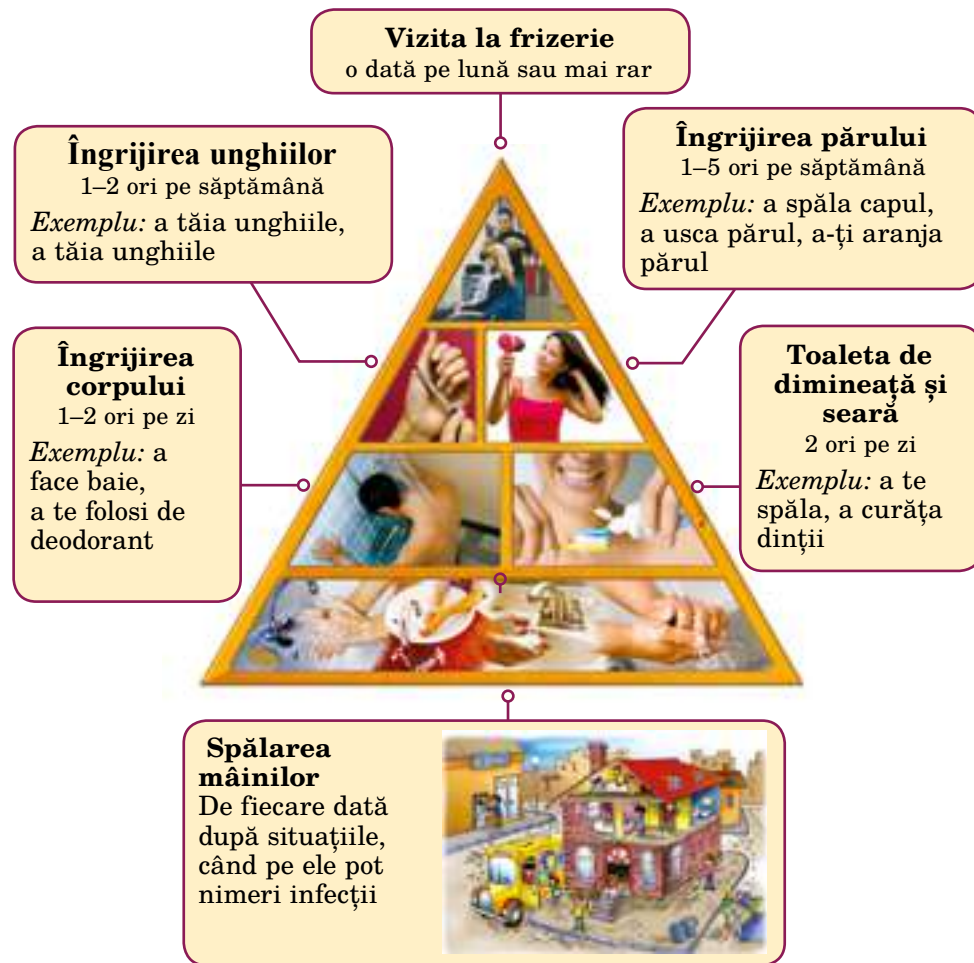 Vizita la frizerie
o dată pe lună sau mai rar
Îngrijirea unghiilor
1–2 ori pe săptămână
Exemplu: a tăia unghiile,
a tăia unghiile
Îngrijirea părului
1–5 ori pe săptămână
Exemplu: a spăla capul,
a usca părul, a-ți aranja
părul
Îngrijirea
corpului
1–2 ori pe zi
Exemplu: a
face baie,
a te folosi de
deodorant
Toaleta de
dimineață și
seară
2 ori pe zi
Exemplu: a te
spăla, a curăța
dinții
Spălarea
mâinilor
De fiecare dată
după situațiile,
când pe ele pot
nimeri infecții